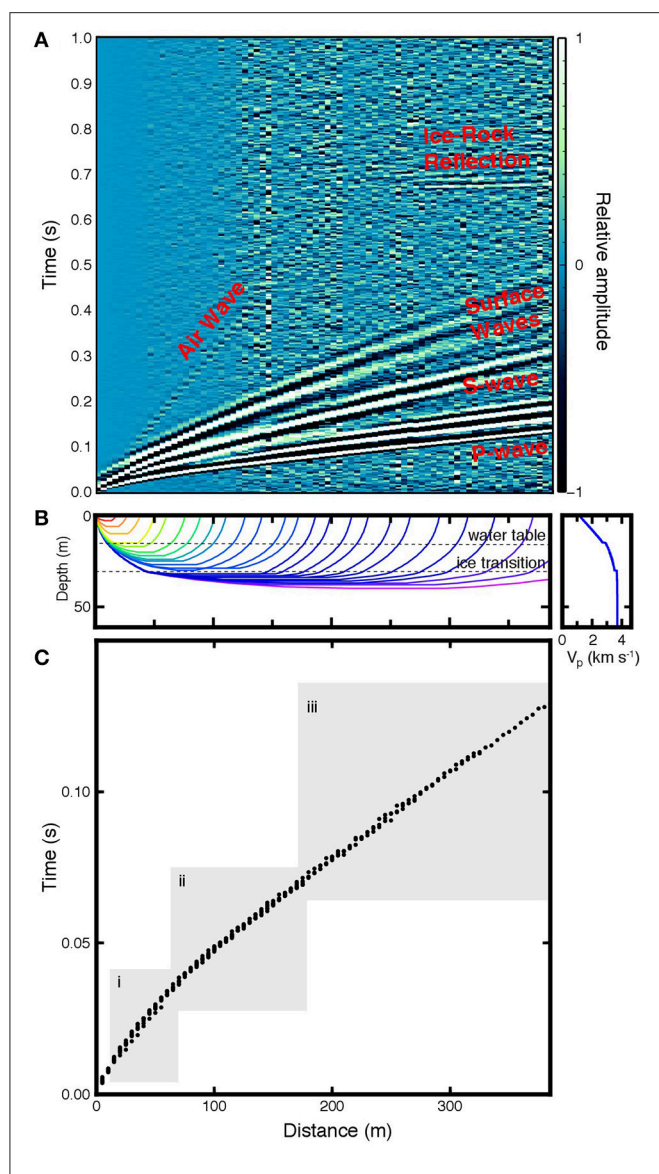 A
1.0
0.9
0.8
0.7
0.6
0.5
0.4
0.3
0.2
0.1
0.0
Time (s)
Air Wave
Ice-Rock
Reflection
Surface
Waves
S-wave
P-wave
1
0
−1
Relative amplitude
B
0
50
Depth (m)
water table
ice transition
0 2 4
Vp (km s-1)
C
iii
ii
i
0.10
0.05
0.00
Time (s)
0 100 200 300
Distance (m)